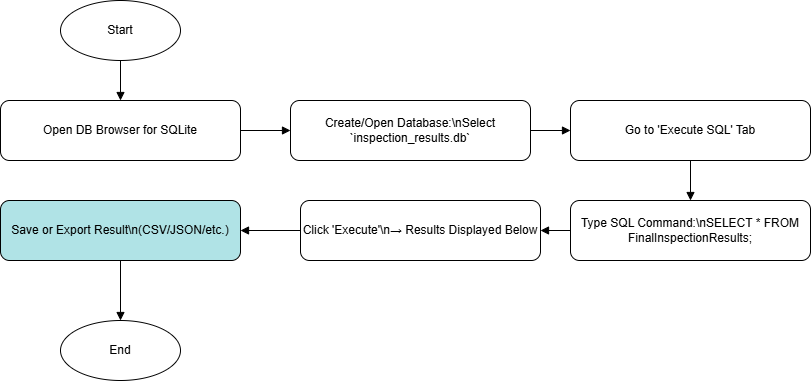 Start
Open DB Browser for SQLite
Create/Open Database:\nSelect
`inspection_results.db`
Go to 'Execute SQL' Tab
Type SQL Command:\nSELECT * FROM
FinalInspectionResults;
Click 'Execute'\n→ Results Displayed Below
Save or Export Result\n(CSV/JSON/etc.)
End